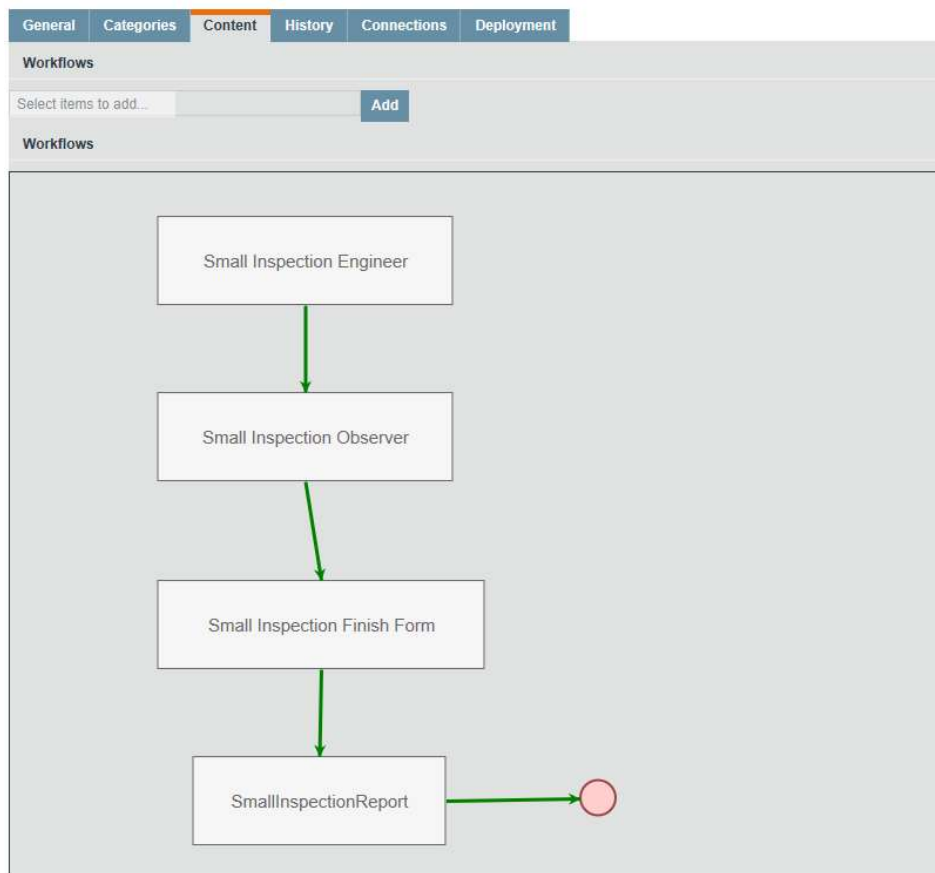 General Categories Content History Connections Deployment
Workflows
Select items to add... Add
Workflows
Small Inspection Engineer
Small Inspection Observer
Small Inspection Finish Form
SmallInspectionReport